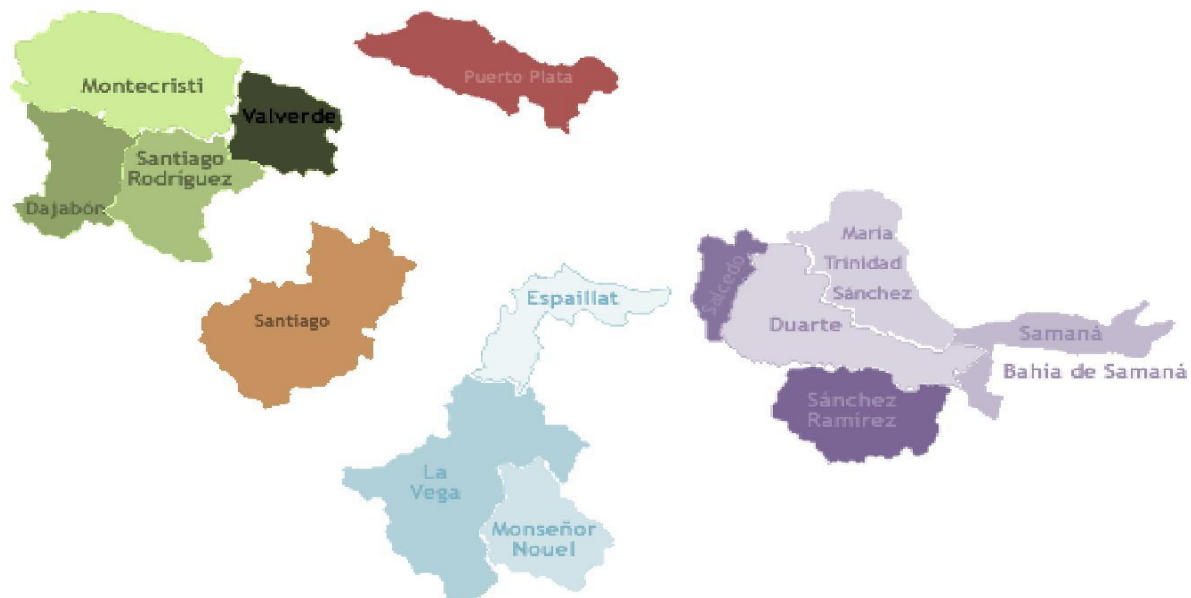 Montecristi
Puerto Plata
Valverde
Santiago
Rodríguez
Dajabón
Santiago
Espaillat
La
Vega
Monseñor
Nouel
Salcedo
María
Trinidad
Sánchez
Duarte
Samaná
Bahia de Samaná
Sánchez
Ramírez